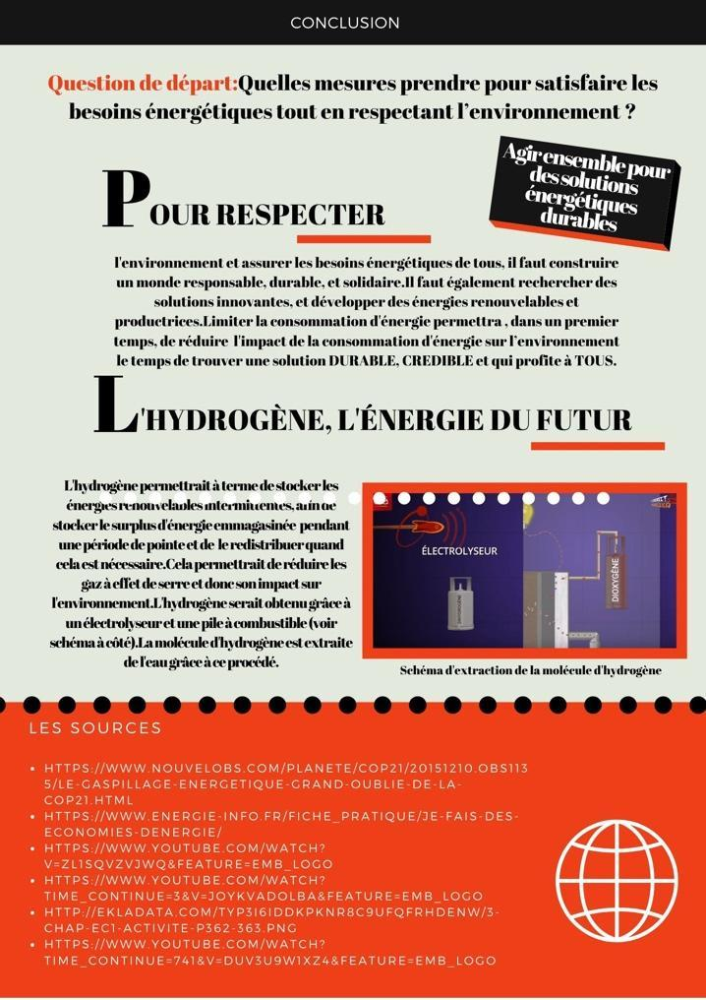 CONCLUSION
Question de départ:Quelles mesures prendre pour satisfaire les
besoins énergétiques tout en respectant l'environnement ?
Agir ensemble pour
des solutions
énergétiques
durables
POUR RESPECTER
l'environnement et assurer les besoins énergétiques de tous, il faut construire
un monde responsable, durable, et solidaire.Il faut également rechercher des
solutions innovantes, et développer des énergies renouvelables et
productrices.Limiter la consommation d'énergie permettra , dans un premier
temps, de réduire l'impact de la consommation d'énergie sur l'environnement
le temps de trouver une solution DURABLE, CREDIBLE et qui profite à TOUS.
L'HYDROGÈNE, L'ÉNERGIE DU FUTUR
L'hydrogène permettrait à terme de stocker les
énergies renouvelables intermittentes, afin de
stocker le surplus d'énergie emmagasinée pendant
une période de pointe et de le redistribuer quand
cela est nécessaire.Cela permettrait de réduire les
gaz à effet de serre et donc son impact sur
l'environnement.L'hydrogène serait obtenu grâce à
un électrolyseur et une pile à combustible (voir
schéma à côté).La molécule d'hydrogène est extraite
de l'eau grâce à ce procédé.
ÉLECTROLYSEUR
DIHYDROGÈNE
DIOXYGÈNE
Schéma d'extraction de la molécule d'hydrogène
LES SOURCES
• HTTPS://WWW.NOUVELOBS.COM/PLANETE/COP21/20151210.OBS113
5/LE-GASPILLAGE-ENERGETIQUE-GRAND-OUBLIE-DE-LA-
COP21.HTML
• HTTPS://WWW.ENERGIE-INFO.FR/FICHE_PRATIQUE/JE-FAIS-DES-
ECONOMIES-DENERGIE/
• HTTPS://WWW.YOUTUBE.COM/WATCH?
V=ZL1SQVZVJWQ&FEATURE=EMB_LOGO
• HTTPS://WWW.YOUTUBE.COM/WATCH?
TIME_CONTINUE=3&V=JOYKVADOLBA&FEATURE=EMB_LOGO
• HTTP://EKLADATA.COM/TYP3I6IDDKPKNR8C9UFQFRHDENW/3-
CHAP-EC1-ACTIVITE-P362-363.PNG
• HTTPS://WWW.YOUTUBE.COM/WATCH?
TIME_CONTINUE=741&V=DUV3U9W1XZ4&FEATURE=EMB_LOGO